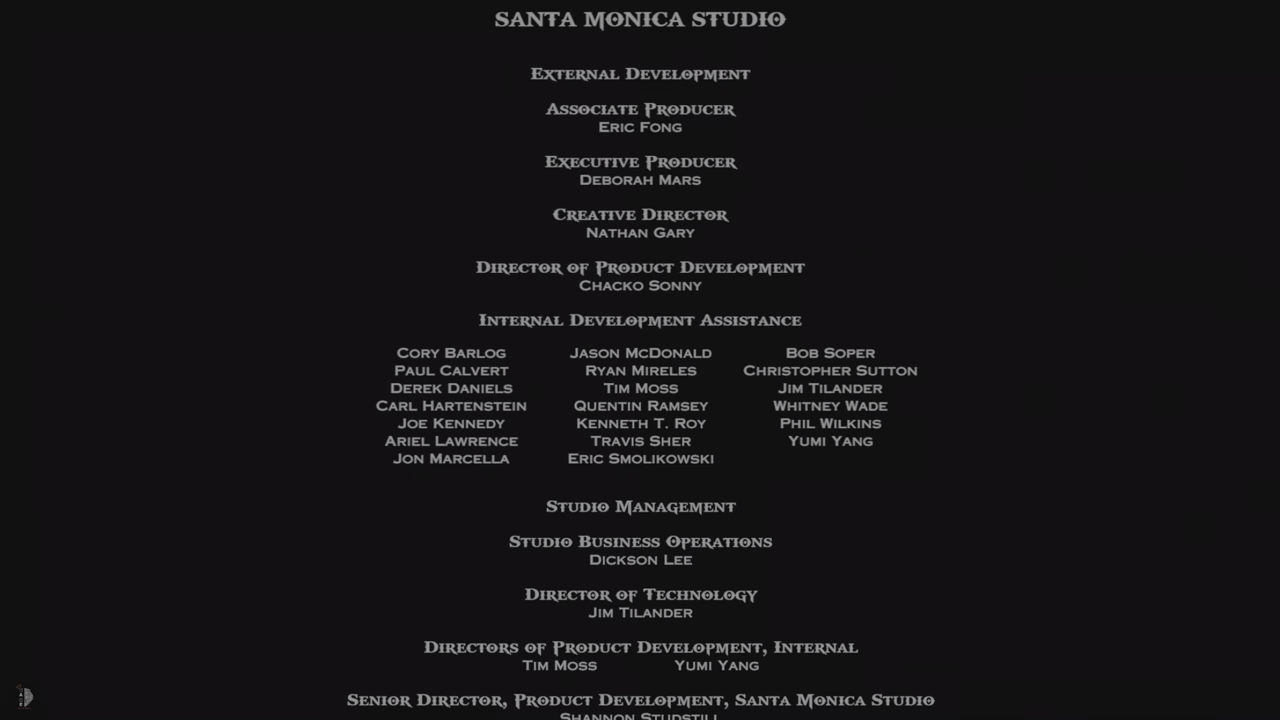 SANTA MONICA STUDIO
EXTERNAL DEVELOPMENT
ASSOCIATE PRODUCER
ERIC FONG
EXECUTIVE PRODUCER
DEBORAH MARS
CREATIVE DIRECTOR
NATHAN GARY
DIRECTOR OF PRODUCT DEVELOPMENT
CHACKO SONNY
INTERNAL DEVELOPMENT ASSISTANCE
CORY BARLOG JASON MCDONALD BOB SOPER
PAUL CALVERT RYAN MIRELES CHRISTOPHER SUTTON
DEREK DANIELS TIM MOSS JIM TILANDER
CARL HARTENSTEIN QUENTIN RAMSEY WHITNEY WADE
JOE KENNEDY KENNETH T. ROY PHIL WILKINS
ARIEL LAWRENCE TRAVIS SHER YUMI YANG
JON MARCELLA ERIC SMOLIKOWSKI
STUDIO MANAGEMENT
STUDIO BUSINESS OPERATIONS
DICKSON LEE
DIRECTOR OF TECHNOLOGY
JIM TILANDER
DIRECTORS OF PRODUCT DEVELOPMENT, INTERNAL
TIM MOSS YUMI YANG
SENIOR DIRECTOR, PRODUCT DEVELOPMENT, SANTA MONICA STUDIO
SHANNON STUDSTILL